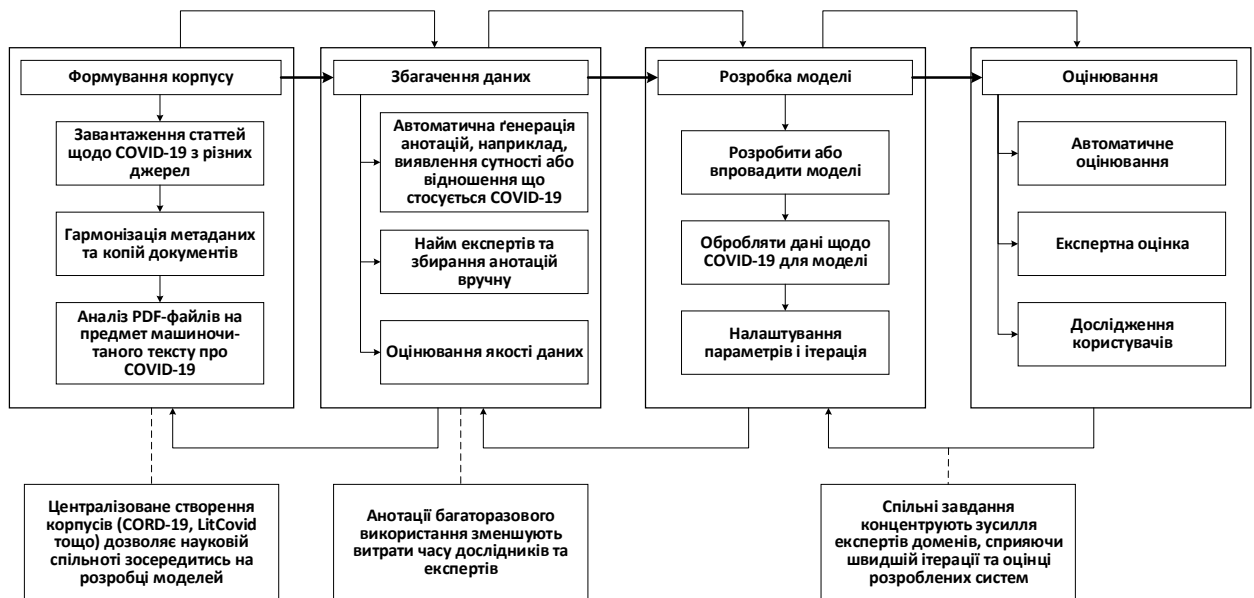 Формування корпусу
Завантаження статтей
щодо COVID-19 з різних
джерел
Гармонізація метаданих
та копій документів
Аналіз PDF-файлів на
предмет машиночи-
таного тексту про
COVID-19
Збагачення даних
Автоматична ґенерація
анотацій, наприклад,
виявлення сутності або
відношення що
стосується COVID-19
Найм експертів та
збирання анотацій
вручну
Оцінювання якості даних
Розробка моделі
Розробити або
впровадити моделі
Обробляти дані щодо
COVID-19 для моделі
Налаштування
параметрів і ітерація
Оцінювання
Автоматичне
оцінювання
Експертна оцінка
Дослідження
користувачів
Централізоване створення
корпусів (CORD-19, LitCovid
тощо) дозволяє науковій
спільноті зосередитись на
розробці моделей
Анотації багаторазового
використання зменшують
витрати часу дослідників та
експертів
Спільні завдання
концентрують зусилля
експертів доменів, сприяючи
швидшій ітерації та оцінці
розроблених систем